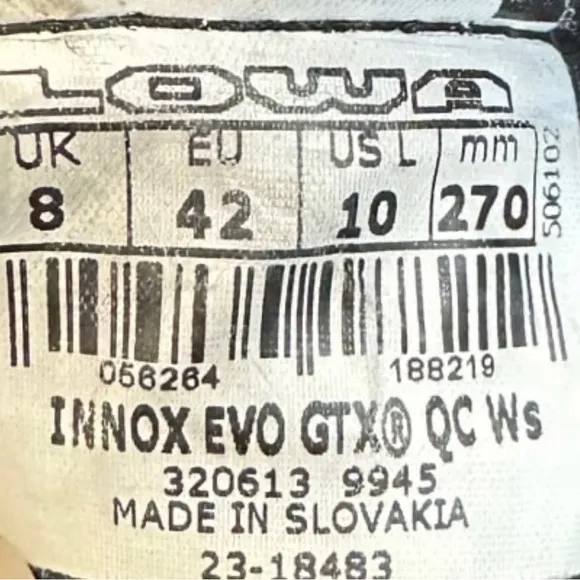 LOWA
UK EU US L mm
8 42 10 270
506102
056264 188219
INNOX EVO GTX® QC Ws
320613 9945
MADE IN SLOVAKIA
23-18483